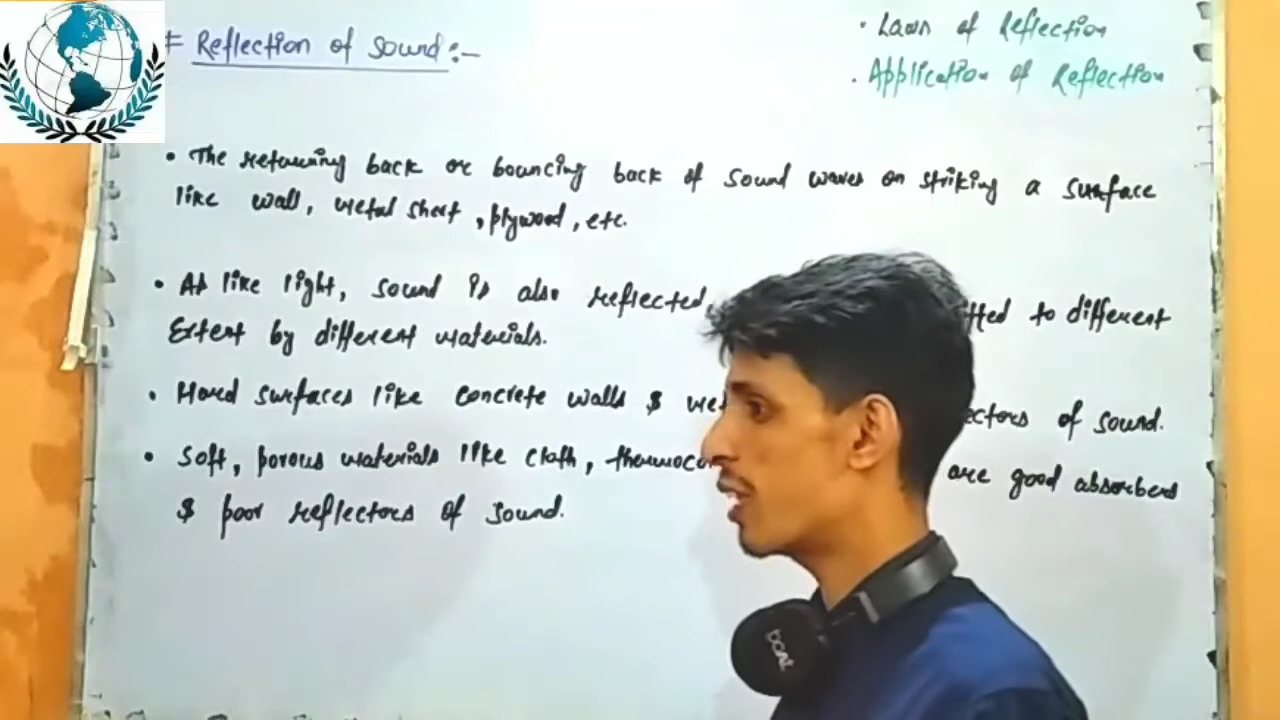 # Reflection of Sound :-
• Laws of Reflection
• Application of Reflection
• The returning back or bouncing back of sound waves on striking a surface
like wall, metal sheet, plywood, etc.
• As like light, sound is also reflected, to different
Extent by different materials.
• Hard surfaces like concrete walls & of sound.
• Soft, porous materials like cloth, are good absorbers
& poor reflectors of sound.
boat